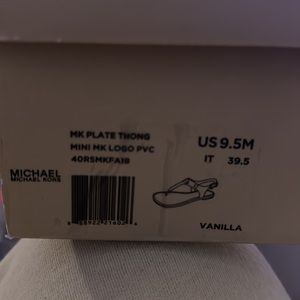 MK PLATE THONG
MINI MK LOGO PVC
40R5MKFA1B
US 9.5M
IT 39.5
MICHAEL
MICHAEL KORS
VANILLA